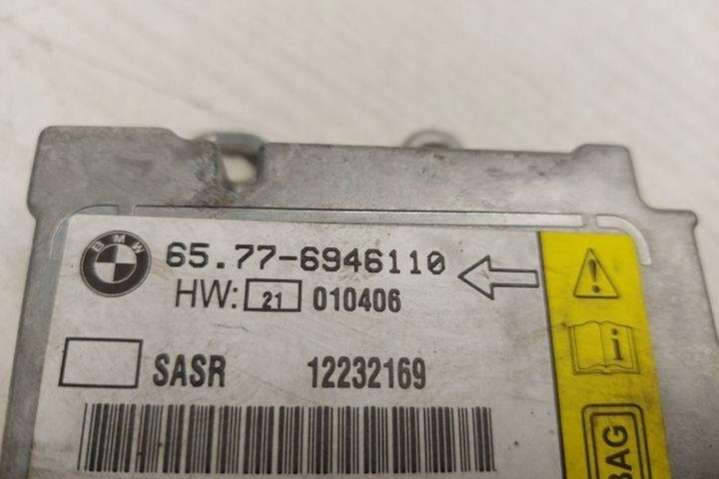 BMW
65.77-6946110
HW: 21 010406
SASR 12232169
i
BAG